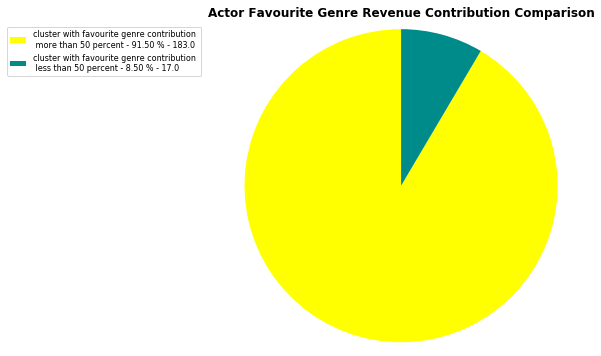 Actor Favourite Genre Revenue Contribution Comparison
cluster with favourite genre contribution
more than 50 percent - 91.50 % - 183.0
cluster with favourite genre contribution
less than 50 percent - 8.50 % - 17.0